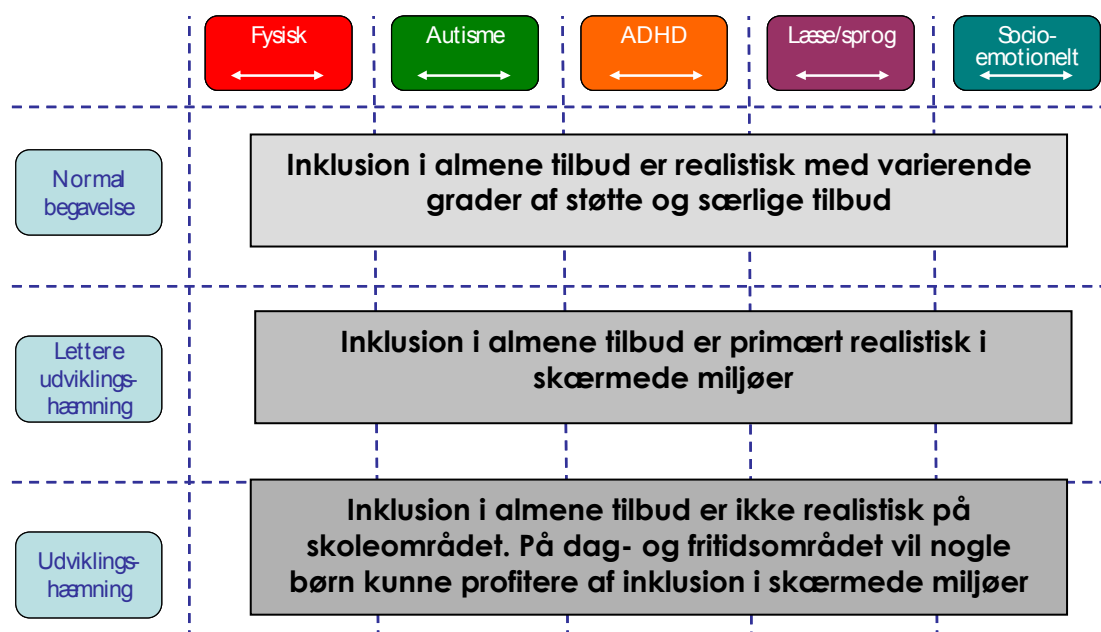 Fysisk
Autisme
ADHD
Læse/sprog
Socio-
emotionelt
Normal
begavelse
Inklusion i almene tilbud er realistisk med varierende
grader af støtte og særlige tilbud
Lettere
udviklings-
hæmning
Inklusion i almene tilbud er primært realistisk i
skærmede miljøer
Udviklings-
hæmning
Inklusion i almene tilbud er ikke realistisk på
skoleområdet. På dag- og fritidsområdet vil nogle
børn kunne profitere af inklusion i skærmede miljøer